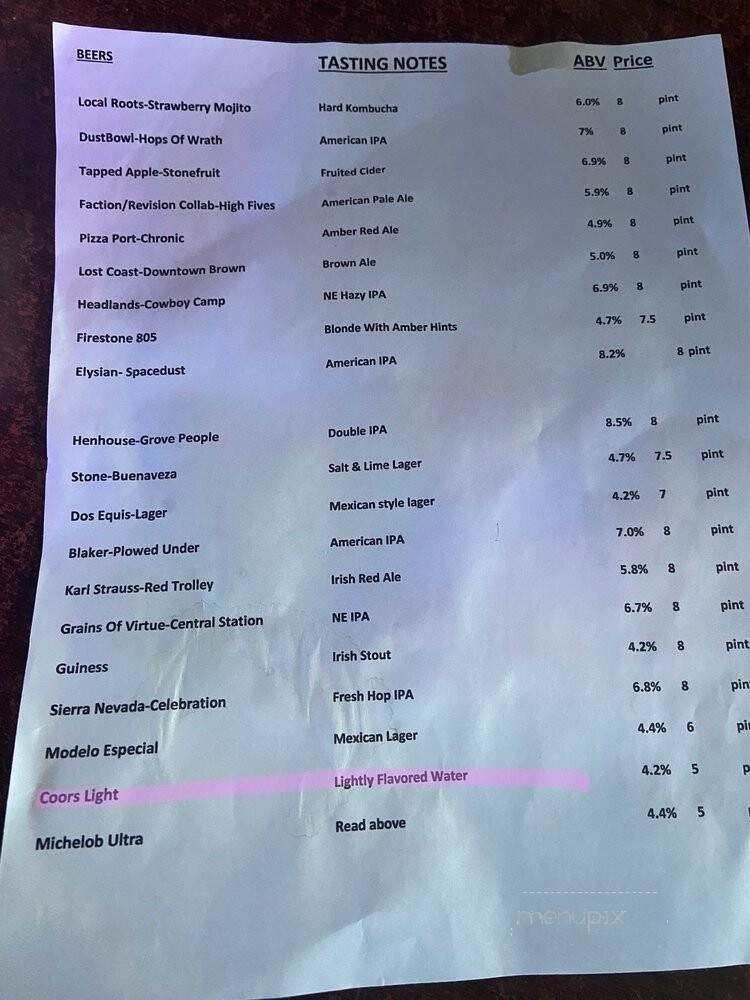 BEERS TASTING NOTES ABV Price
Local Roots-Strawberry Mojito Hard Kombucha 6.0% 8 pint
DustBowl-Hops Of Wrath American IPA 7% 8 pint
Tapped Apple-Stonefruit Fruited Cider 6.9% 8 pint
Faction/Revision Collab-High Fives American Pale Ale 5.9% 8 pint
Pizza Port-Chronic Amber Red Ale 4.9% 8 pint
Lost Coast-Downtown Brown Brown Ale 5.0% 8 pint
Headlands-Cowboy Camp NE Hazy IPA 6.9% 8 pint
Firestone 805 Blonde With Amber Hints 4.7% 7.5 pint
Elysian- Spacedust American IPA 8.2% 8 pint
Henhouse-Grove People Double IPA 8.5% 8 pint
Stone-Buenaveza Salt & Lime Lager 4.7% 7.5 pint
Dos Equis-Lager Mexican style lager 4.2% 7 pint
Blaker-Plowed Under American IPA 7.0% 8 pint
Karl Strauss-Red Trolley Irish Red Ale 5.8% 8 pint
Grains Of Virtue-Central Station NE IPA 6.7% 8 pint
Guiness Irish Stout 4.2% 8 pint
Sierra Nevada-Celebration Fresh Hop IPA 6.8% 8 pin
Modelo Especial Mexican Lager 4.4% 6 pi
Coors Light Lightly Flavored Water 4.2% 5 p
Michelob Ultra Read above 4.4% 5
menupix